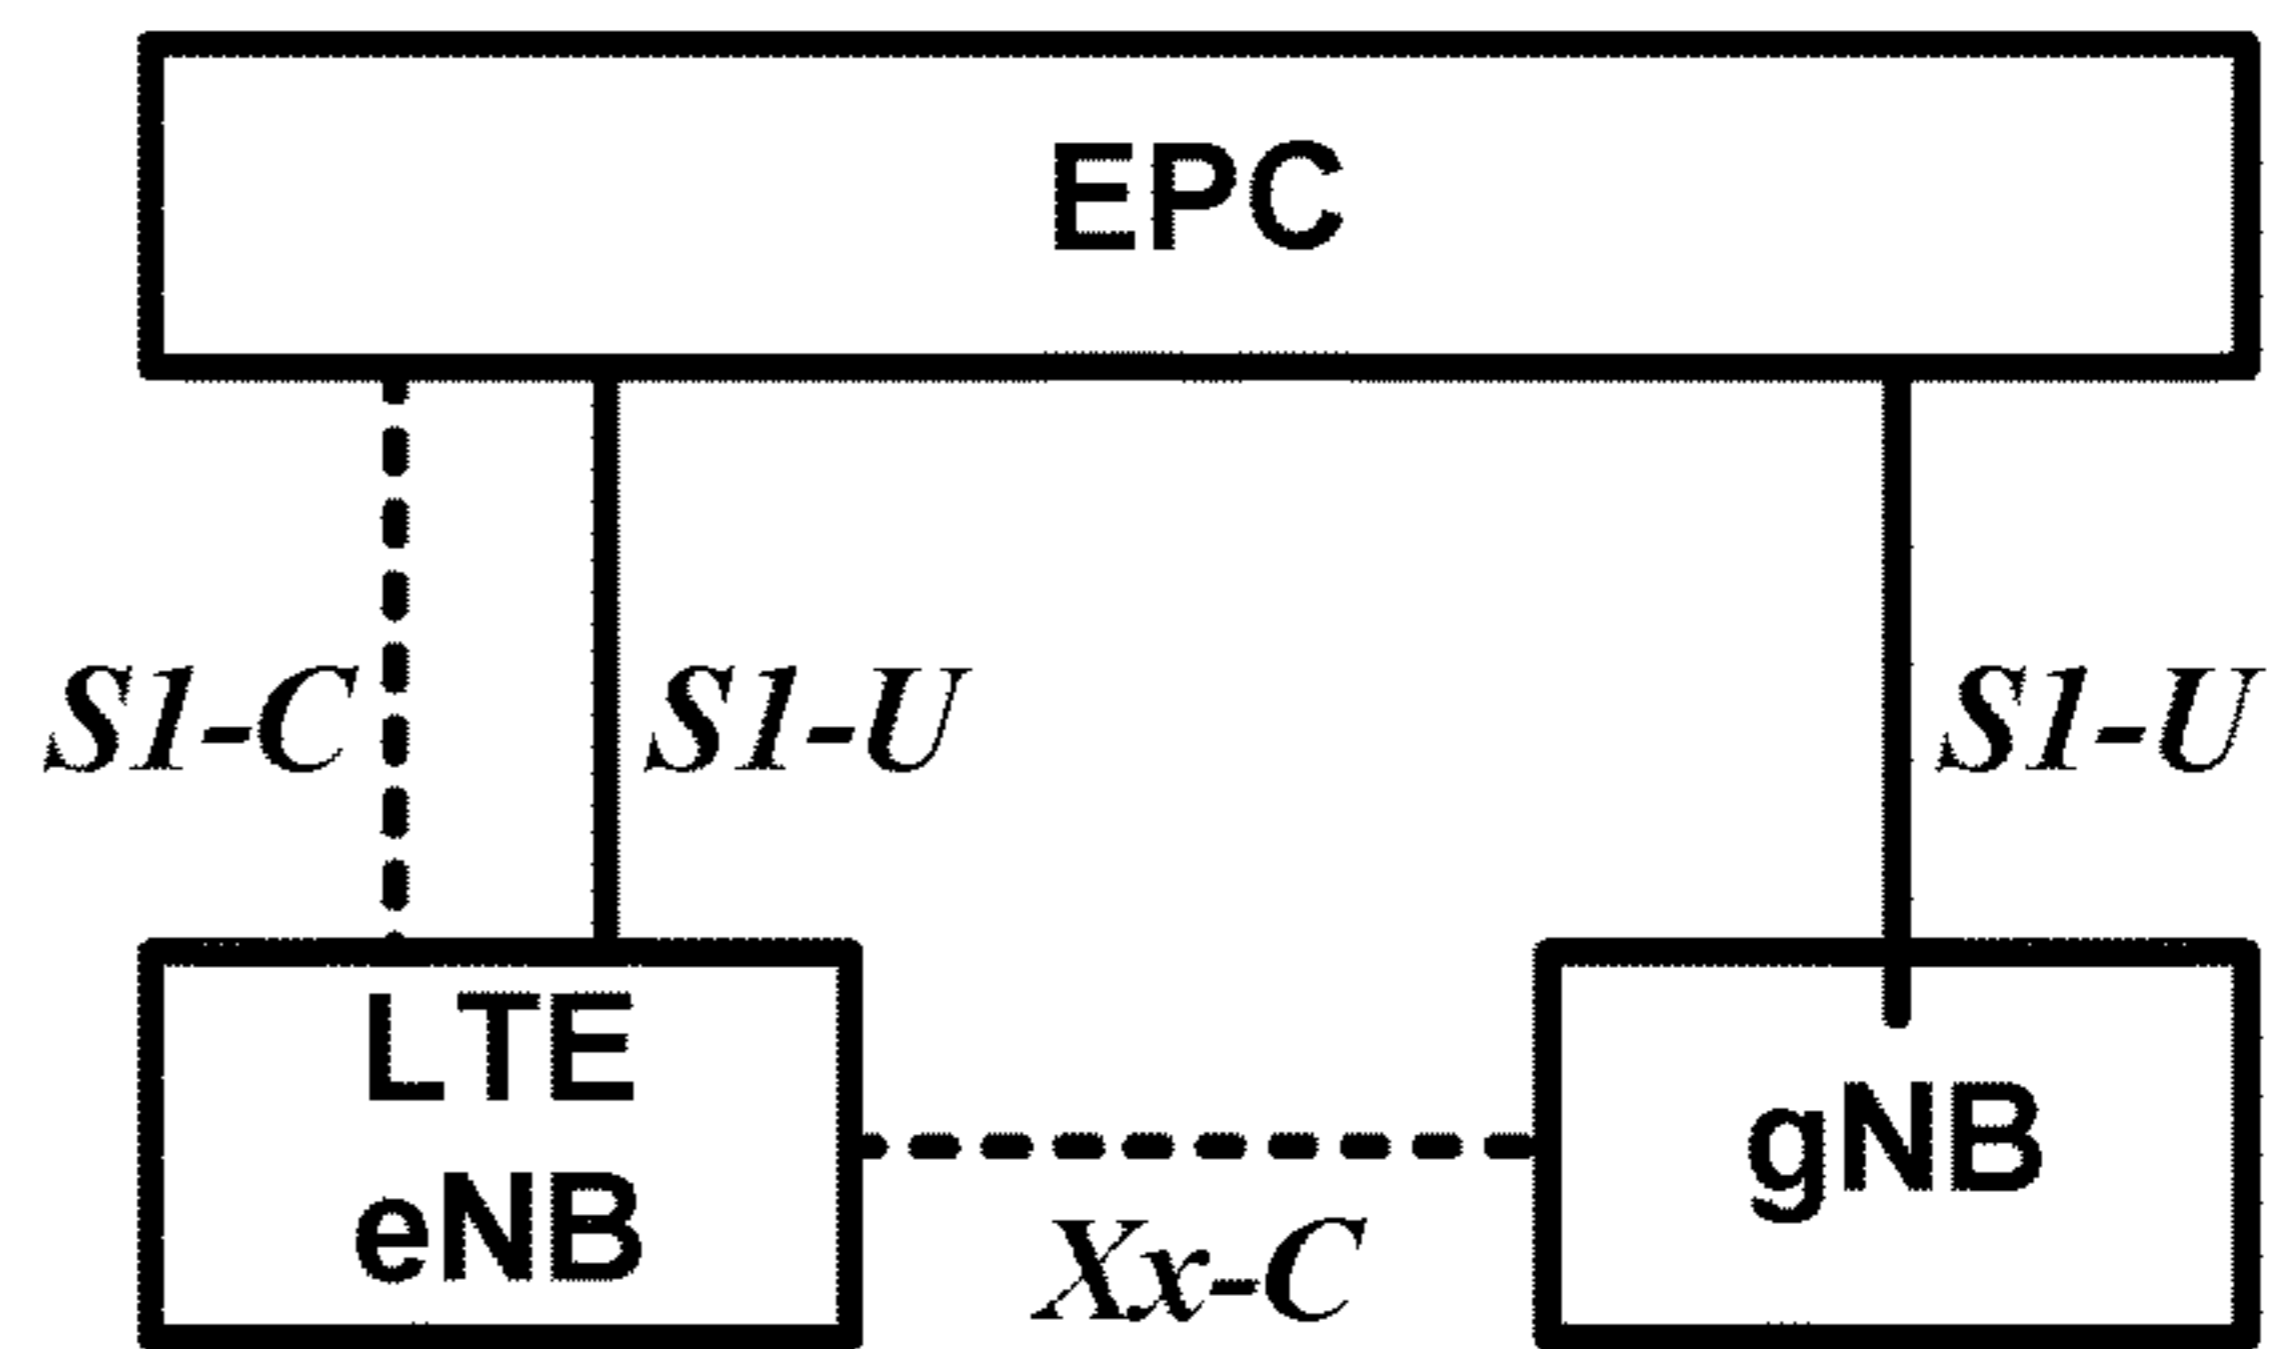 EPC
S1-C
S1-U
S1-U
LTE
eNB
gNB
Xx-C